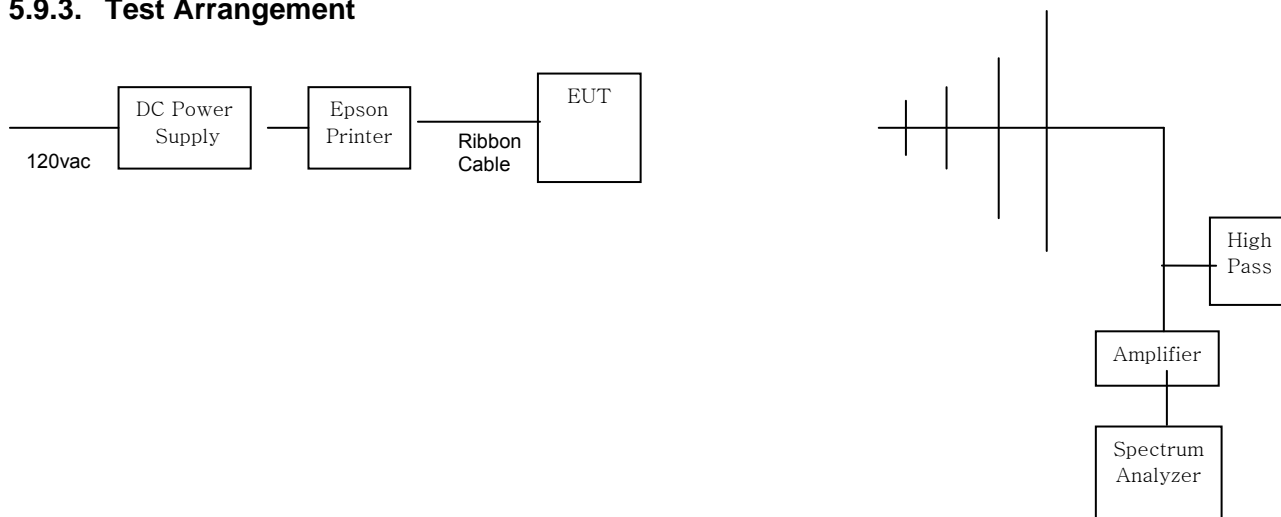 5.9.3. Test Arrangement
DC Power
Supply
Epson
Printer
EUT
120vac
Ribbon
Cable
High
Pass
Amplifier
Spectrum
Analyzer